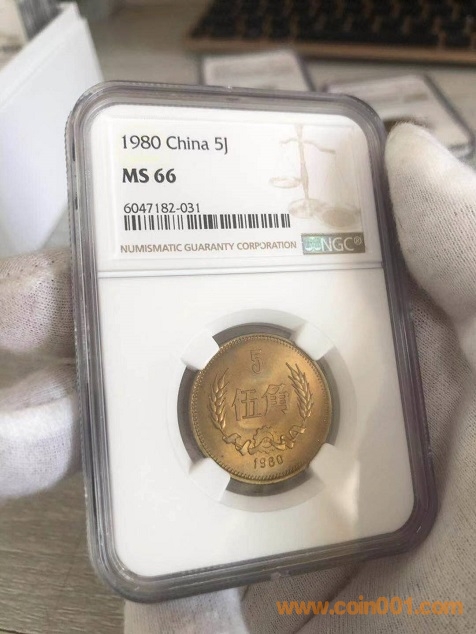 1980 China 5J
MS 66
6047182-031
NUMISMATIC GUARANTY CORPORATION
NGC®
5
伍角
1980
www.coin001.com